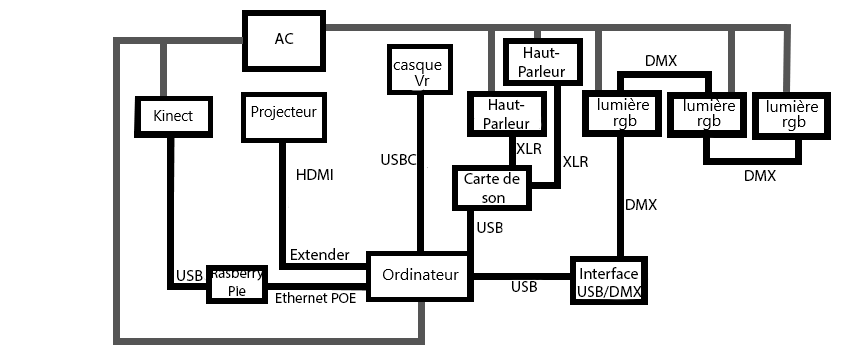 AC
Haut-
Parleur
casque
Vr
DMX
Kinect
Projecteur
Haut-
Parleur
lumière
rgb
lumière
rgb
lumière
rgb
XLR
USBC
XLR
HDMI
DMX
Carte de
son
DMX
USB
Extender
Rasberry
Pie
USB
Ordinateur
Interface
USB/DMX
USB
Ethernet POE